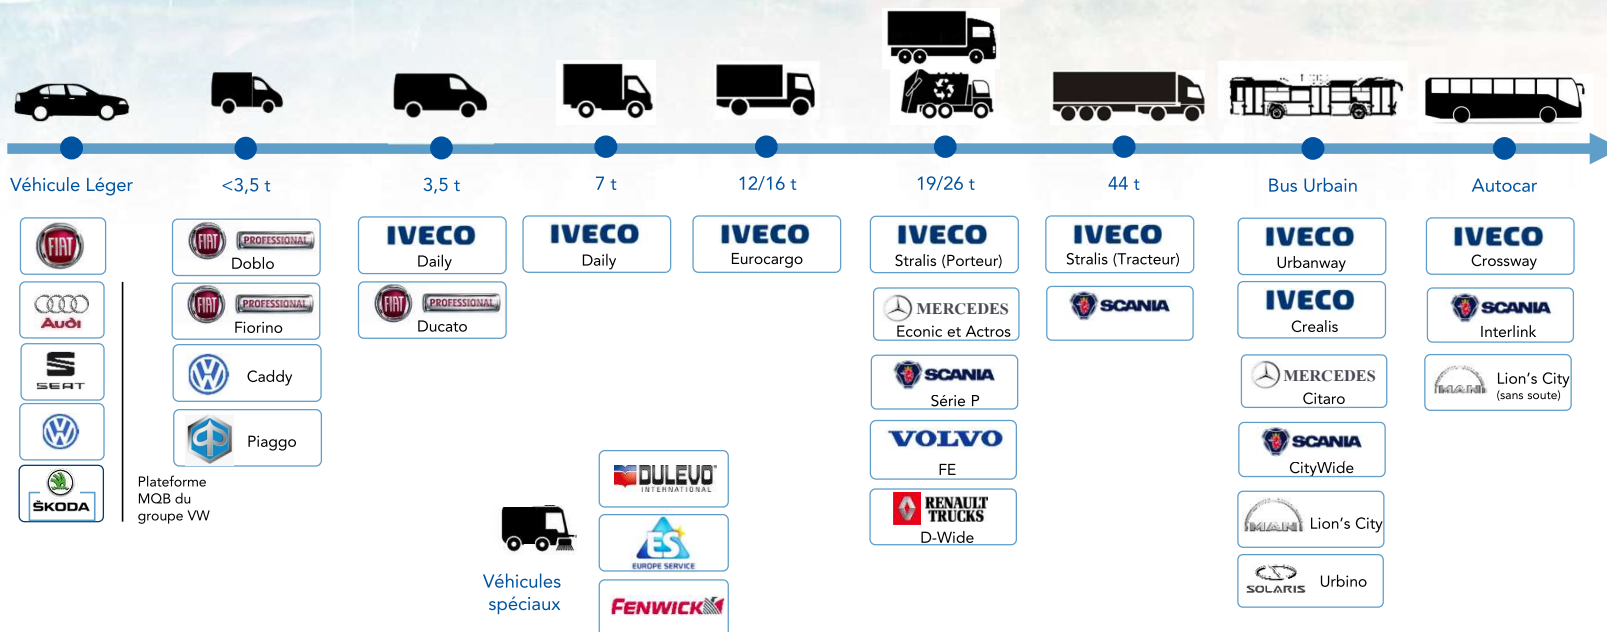 Véhicule Léger
<3,5 t
3,5 t
7 t
12/16 t
19/26 t
44 t
Bus Urbain
Autocar
FIAT
Audi
SEAT
ŠKODA
Plateforme
MQB du
groupe VW
FIAT PROFESSIONAL
Doblo
FIAT PROFESSIONAL
Fiorino
Caddy
Piaggo
IVECO
Daily
FIAT PROFESSIONAL
Ducato
IVECO
Daily
IVECO
Eurocargo
IVECO
Stralis (Porteur)
MERCEDES
Econic et Actros
SCANIA
Série P
VOLVO
FE
RENAULT
TRUCKS
D-Wide
IVECO
Stralis (Tracteur)
SCANIA
IVECO
Urbanway
IVECO
Crealis
MERCEDES
Citaro
SCANIA
CityWide
MAN Lion's City
SOLARIS Urbino
IVECO
Crossway
SCANIA
Interlink
MAN Lion's City
(sans soute)
Véhicules
spéciaux
DULEVO
INTERNATIONAL
ES
EUROPE SERVICE
FENWICK